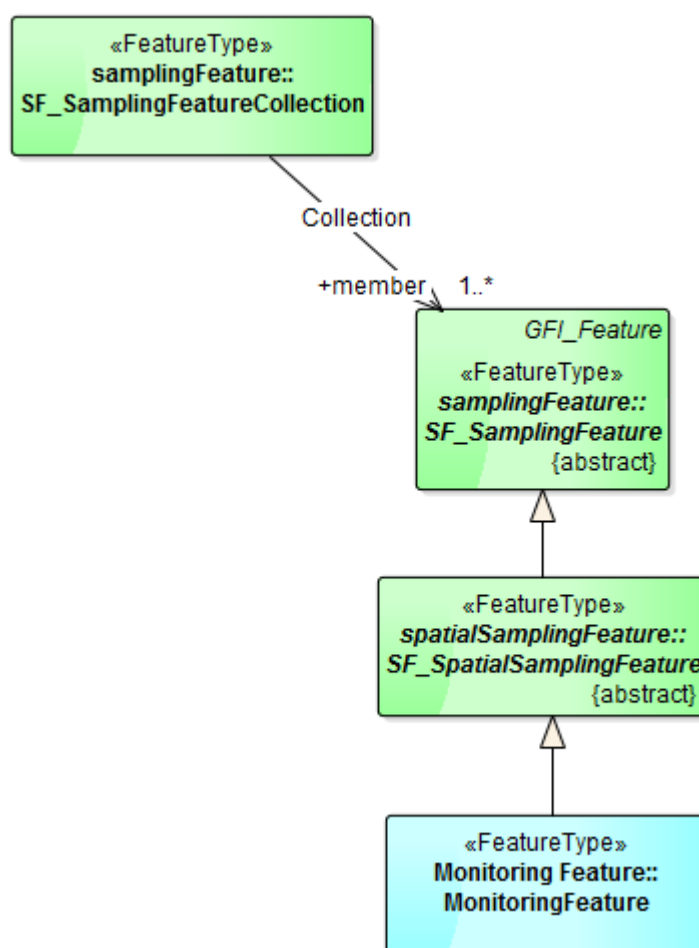 «FeatureType»
samplingFeature::
SF_SamplingFeatureCollection
Collection
+member 1..*
GFI_Feature
«FeatureType»
samplingFeature::
SF_SamplingFeature
{abstract}
«FeatureType»
spatialSamplingFeature::
SF_SpatialSamplingFeature
{abstract}
«FeatureType»
Monitoring Feature::
MonitoringFeature